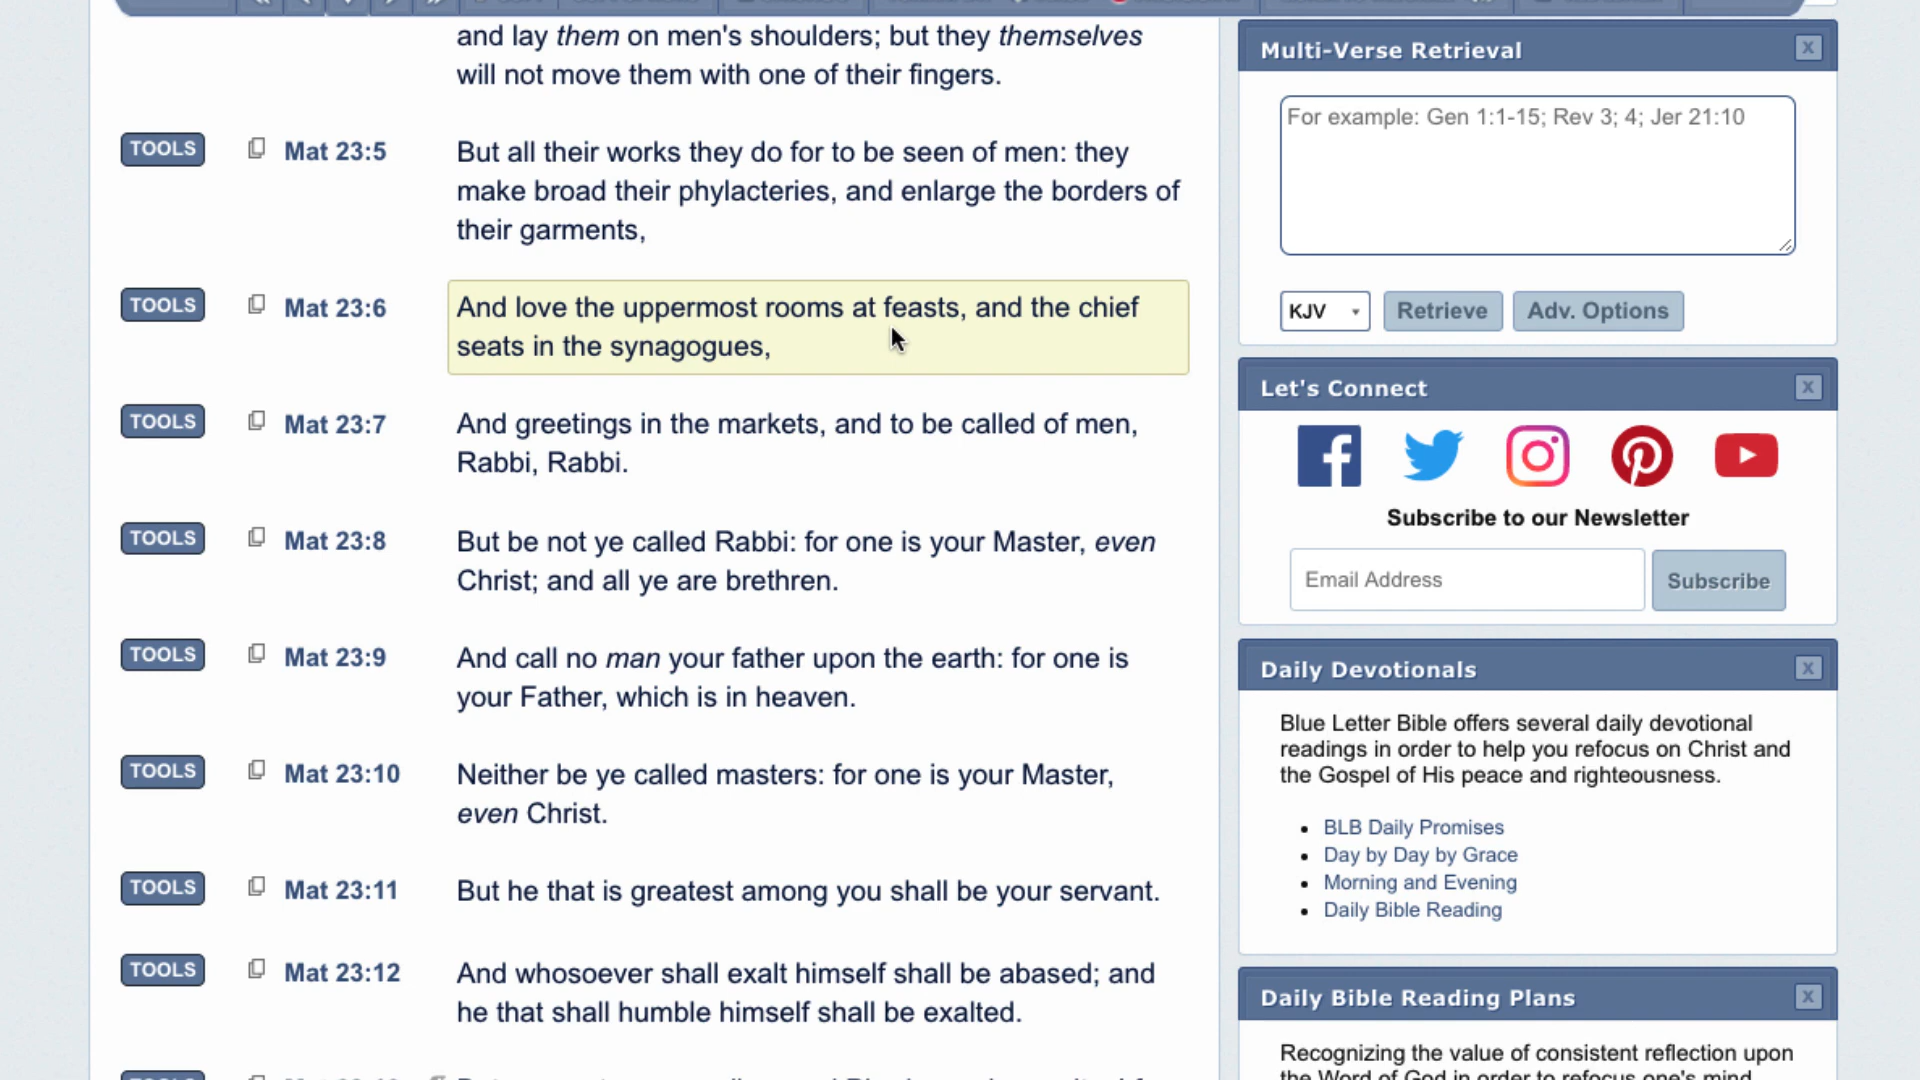 and lay them on men's shoulders; but they themselves
will not move them with one of their fingers.
TOOLS Mat 23:5 But all their works they do for to be seen of men: they
make broad their phylacteries, and enlarge the borders of
their garments,
TOOLS Mat 23:6 And love the uppermost rooms at feasts, and the chief
seats in the synagogues,
TOOLS Mat 23:7 And greetings in the markets, and to be called of men,
Rabbi, Rabbi.
TOOLS Mat 23:8 But be not ye called Rabbi: for one is your Master, even
Christ; and all ye are brethren.
TOOLS Mat 23:9 And call no man your father upon the earth: for one is
your Father, which is in heaven.
TOOLS Mat 23:10 Neither be ye called masters: for one is your Master,
even Christ.
TOOLS Mat 23:11 But he that is greatest among you shall be your servant.
TOOLS Mat 23:12 And whosoever shall exalt himself shall be abased; and
he that shall humble himself shall be exalted.
Multi-Verse Retrieval X
For example: Gen 1:1-15; Rev 3; 4; Jer 21:10
KJV Retrieve Adv. Options
Let's Connect X
Subscribe to our Newsletter
Email Address Subscribe
Daily Devotionals X
Blue Letter Bible offers several daily devotional
readings in order to help you refocus on Christ and
the Gospel of His peace and righteousness.
BLB Daily Promises
Day by Day by Grace
Morning and Evening
Daily Bible Reading
Daily Bible Reading Plans X
Recognizing the value of consistent reflection upon
the Word of God in order to refocus one's mind